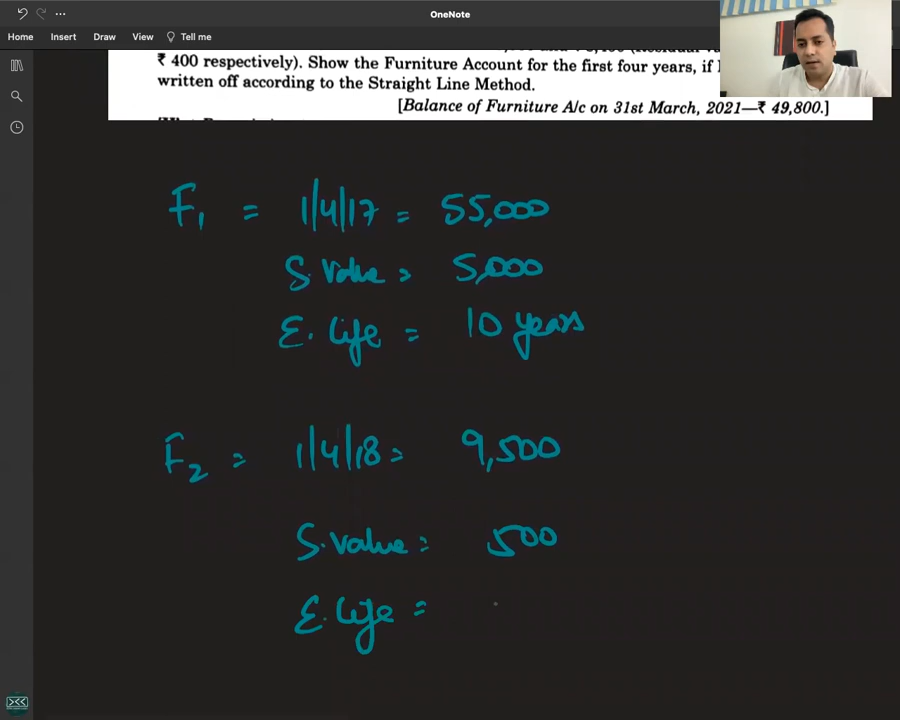 OneNote
Home Insert Draw View Tell me
₹ 400 respectively). Show the Furniture Account for the first four years, if
written off according to the Straight Line Method.
[Balance of Furniture A/c on 31st March, 2021—₹ 49,800.]
F1 = 1/4/17 = 55,000
S. Value = 5,000
E. life = 10 years
F2 = 1/4/18 = 9,500
S. value = 500
E. life =